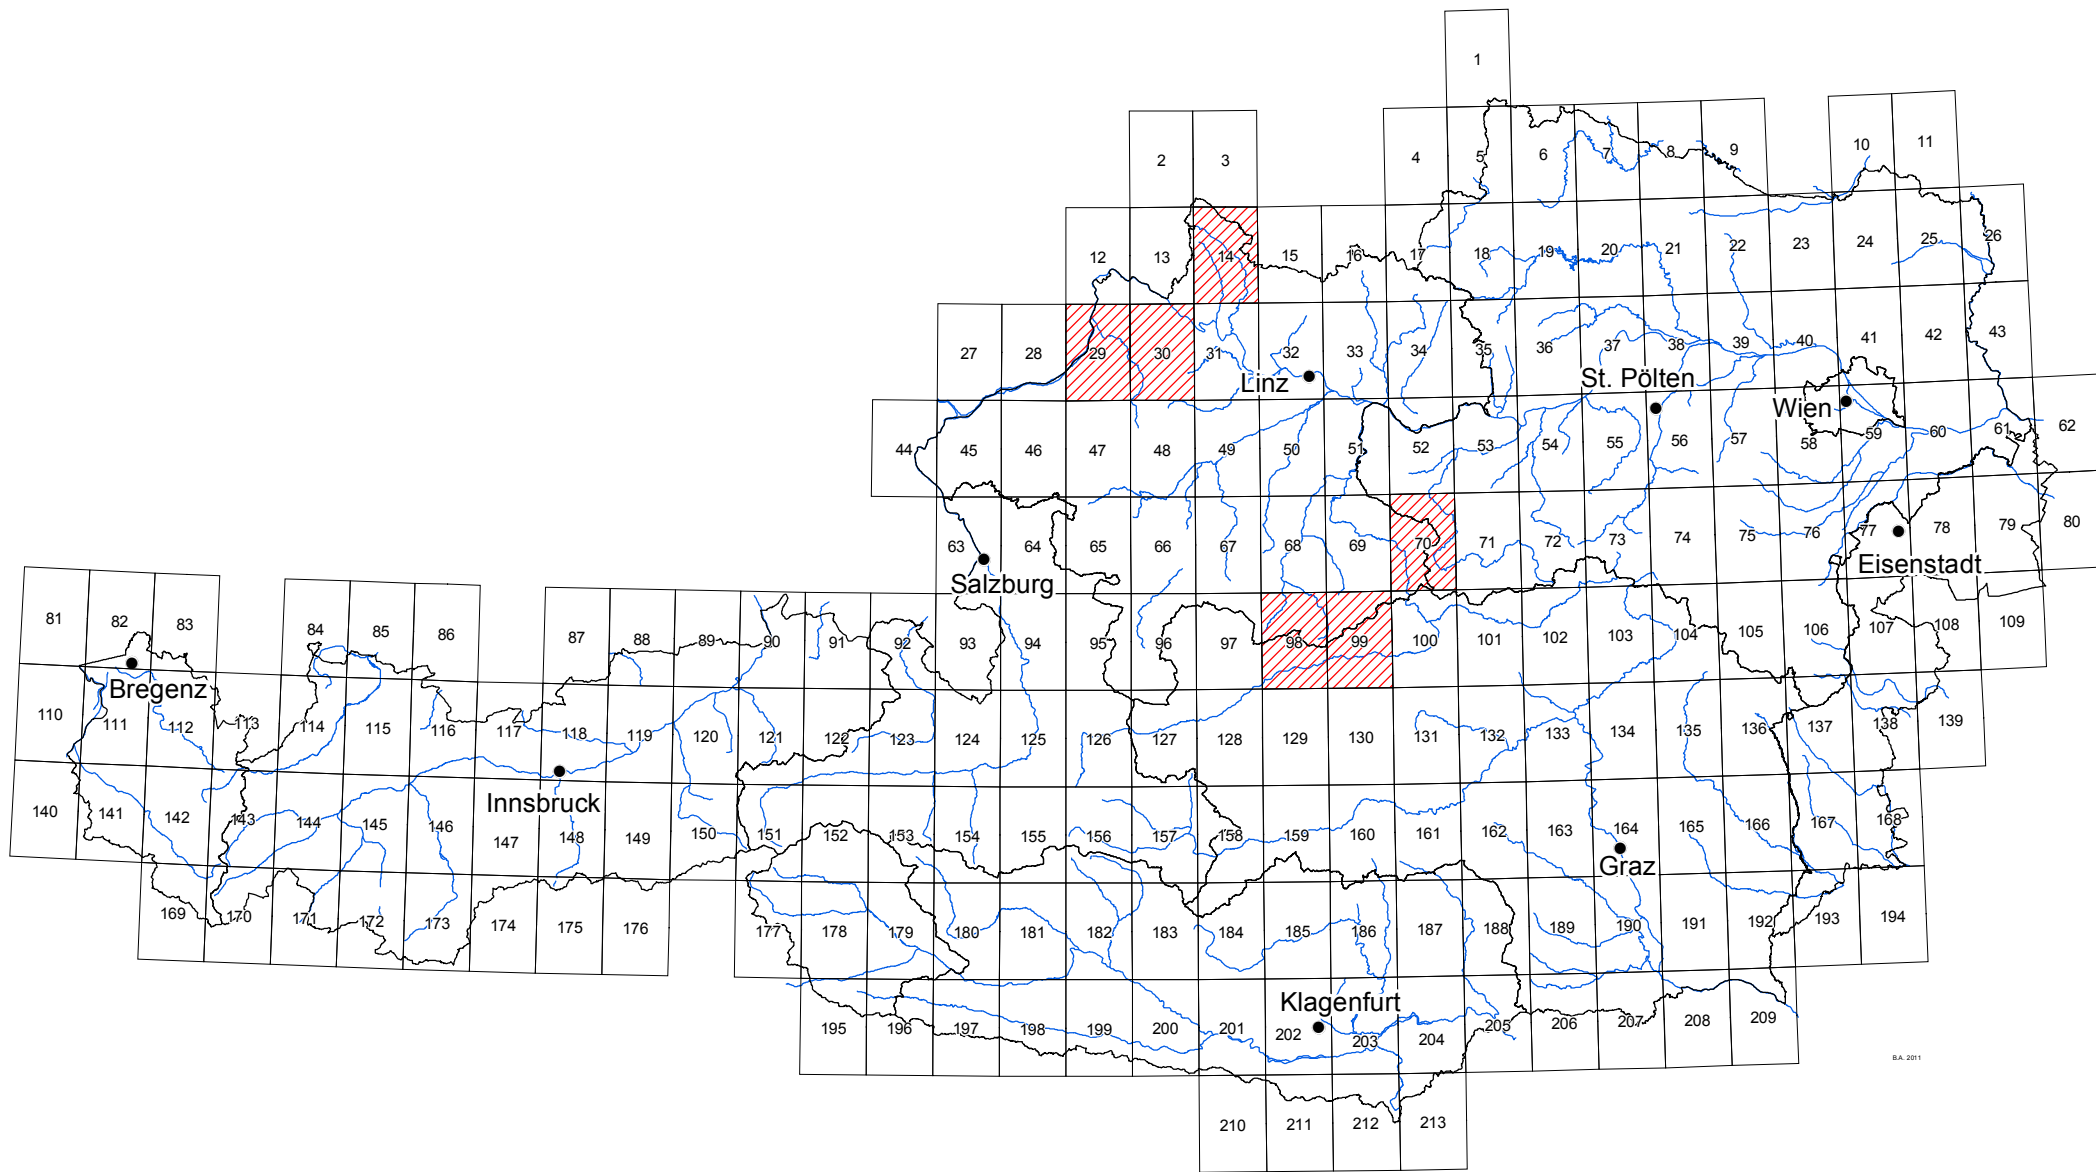 1
2 3 4 5 6 7 8 9 10 11
12 13 14 15 16 17 18 19 20 21 22 23 24 25 26
27 28 29 30 31 32 33 34 35 36 37 38 39 40 41 42 43
Linz St. Pölten Wien
44 45 46 47 48 49 50 51 52 53 54 55 56 57 58 59 60 61 62
63 64 65 66 67 68 69 70 71 72 73 74 75 76 77 78 79 80
Salzburg Eisenstadt
81 82 83 84 85 86 87 88 89 90 91 92 93 94 95 96 97 98 99 100 101 102 103 104 105 106 107 108 109
Bregenz
110 111 112 113 114 115 116 117 118 119 120 121 122 123 124 125 126 127 128 129 130 131 132 133 134 135 136 137 138 139
Innsbruck
140 141 142 143 144 145 146 147 148 149 150 151 152 153 154 155 156 157 158 159 160 161 162 163 164 165 166 167 168
Graz
169 170 171 172 173 174 175 176 177 178 179 180 181 182 183 184 185 186 187 188 189 190 191 192 193 194
Klagenfurt
195 196 197 198 199 200 201 202 203 204 205 206 207 208 209
B.A. 2011
210 211 212 213